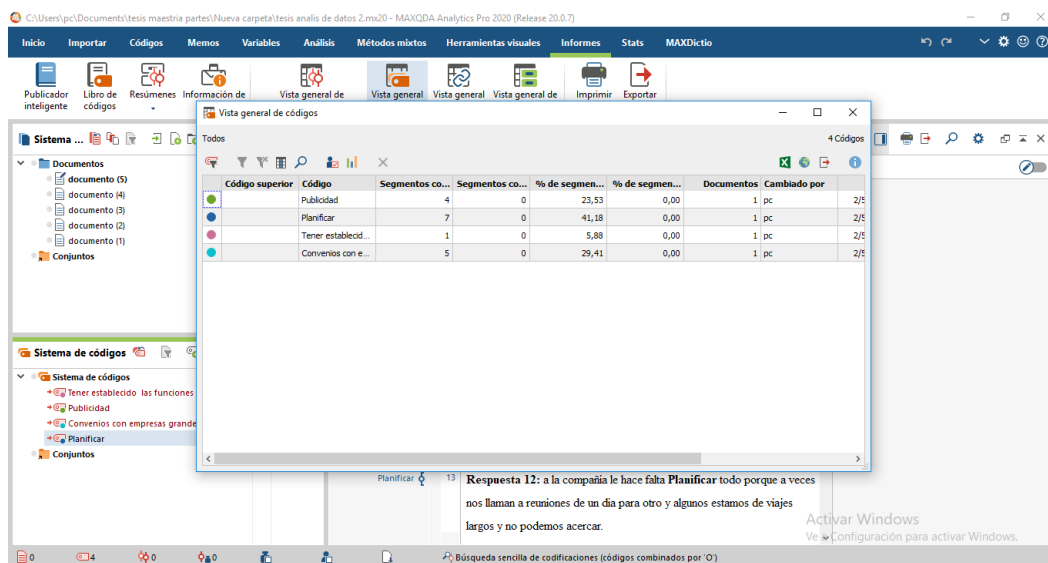 C:\Users\pc\Documents\tesis maestria partes\Nueva carpeta\tesis analis de datos 2.mx20 - MAXQDA Analytics Pro 2020 (Release 20.0.7)
Inicio Importar Códigos Memos Variables Análisis Métodos mixtos Herramientas visuales Informes Stats MAXDictio
Publicador inteligente
Libro de códigos
Resúmenes
Información de
Vista general de
Vista general
Vista general
Vista general de
Imprimir
Exportar
Vista general de códigos
Sistema ...
Todos 4 Códigos
Documentos
documento (5)
documento (4)
documento (3)
documento (2)
documento (1)
Conjuntos
Código superior Código Segmentos co... Segmentos co... % de segmen... % de segmen... Documentos Cambiado por
Publicidad 4 0 23,53 0,00 1 pc 2/5
Planificar 7 0 41,18 0,00 1 pc 2/5
Tener establecid... 1 0 5,88 0,00 1 pc 2/5
Convenios con e... 5 0 29,41 0,00 1 pc 2/5
Sistema de códigos
Sistema de códigos
Tener establecido las funciones
Publicidad
Convenios con empresas grande
Planificar
Conjuntos
Planificar 13 Respuesta 12: a la compañía le hace falta Planificar todo porque a veces
nos llaman a reuniones de un día para otro y algunos estamos de viajes
largos y no podemos acercar.
Activar Windows
Ve a Configuración para activar Windows.
0 4 0 0 Búsqueda sencilla de codificaciones (códigos combinados por 'O')